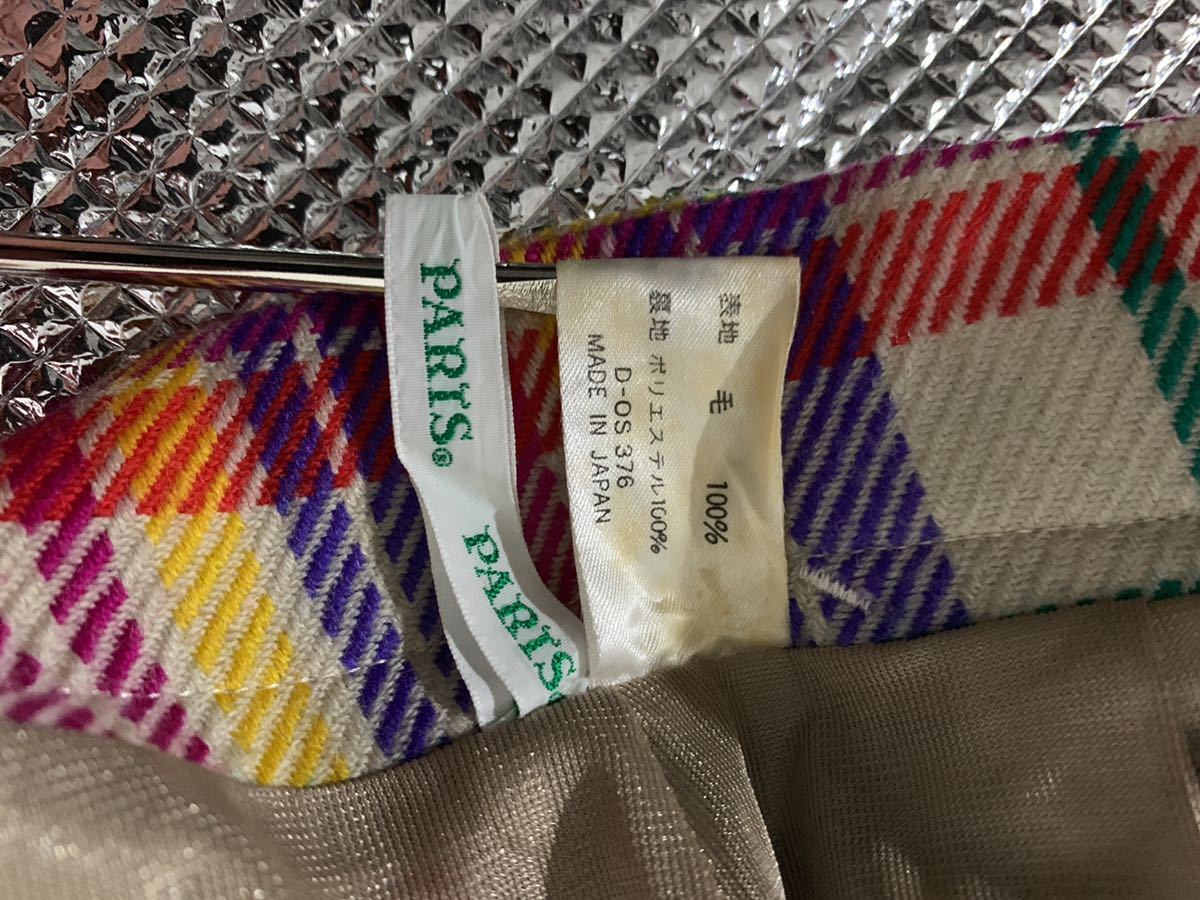 PARIS®
PARIS
表地 毛 100%
裏地 ポリエステル100%
D-OS 376
MADE IN JAPAN